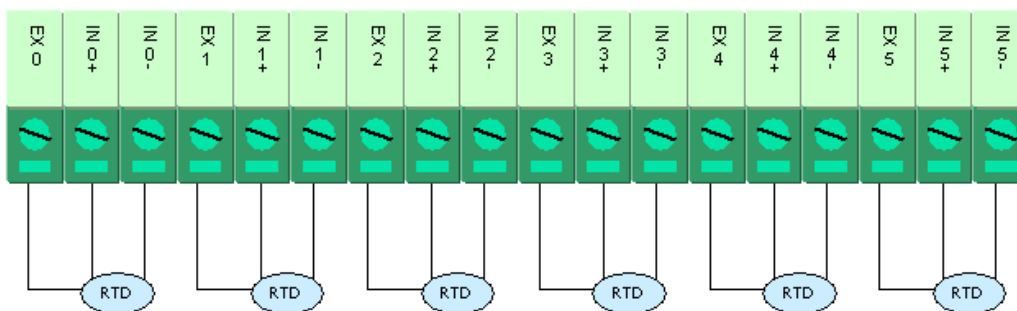 EX 0
IN 0+
IN 0-
EX 1
IN 1+
IN 1-
EX 2
IN 2+
IN 2-
EX 3
IN 3+
IN 3-
EX 4
IN 4+
IN 4-
EX 5
IN 5+
IN 5-
RTD
RTD
RTD
RTD
RTD
RTD